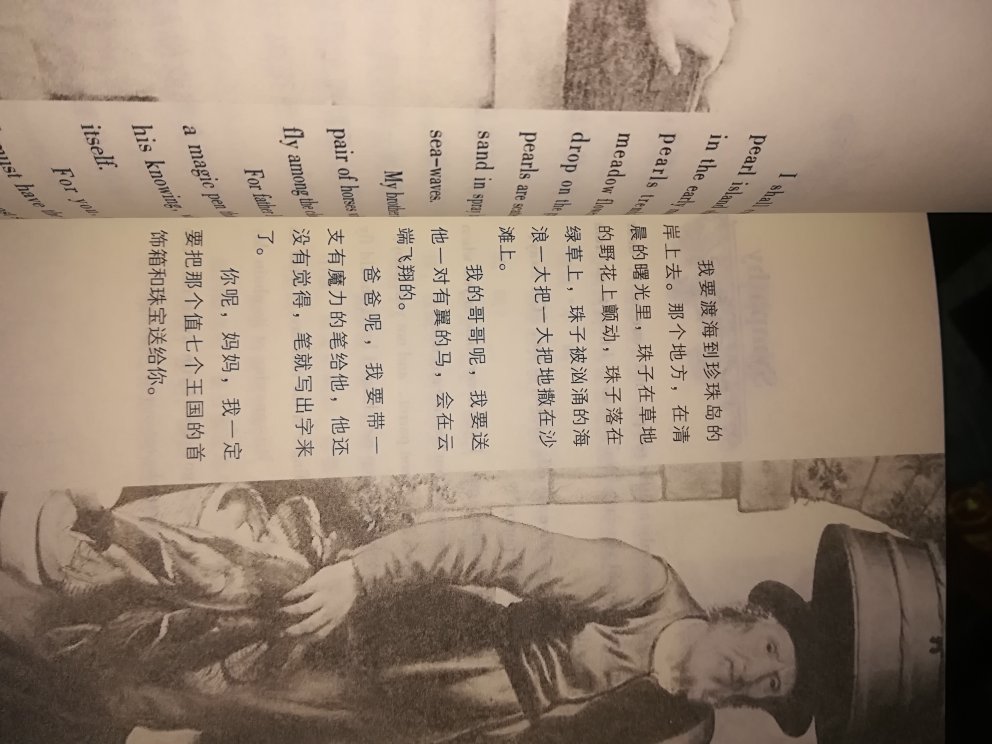 I shall
pearl island
in the early
pearls
meadow
drop on the
pearls are
sand in spray
sea-waves.
My brother
pair of horses
fly among the
For father
a magic pen
his knowing,
itself.
For you,
must have
我要渡海到珍珠岛的
岸上去。那个地方，在清
晨的曙光里，珠子在草地
的野花上颤动，珠子落在
绿草上，珠子被汹涌的海
浪一大把一大把地撒在沙
滩上。
我的哥哥呢，我要送
他一对有翼的马，会在云
端飞翔的。
爸爸呢，我要带一
支有魔力的笔给他，他还
没有觉得，笔就写出字来
了。
你呢，妈妈，我一定
要把那个值七个王国的首
饰箱和珠宝送给你。